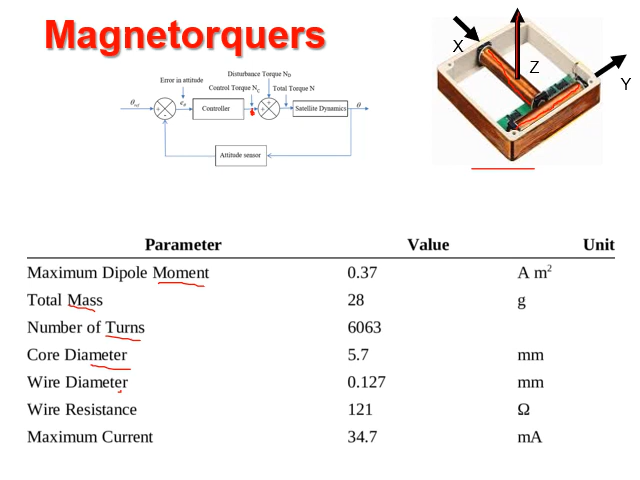 Magnetorquers
X
Z
Y
Disturbance Torque N_D
Error in attitude
Control Torque N_C
Total Torque N
θ_ref
e_θ
Controller
Satellite Dynamics
θ
Attitude sensor
Parameter Value Unit
Maximum Dipole Moment 0.37 A m²
Total Mass 28 g
Number of Turns 6063
Core Diameter 5.7 mm
Wire Diameter 0.127 mm
Wire Resistance 121 Ω
Maximum Current 34.7 mA